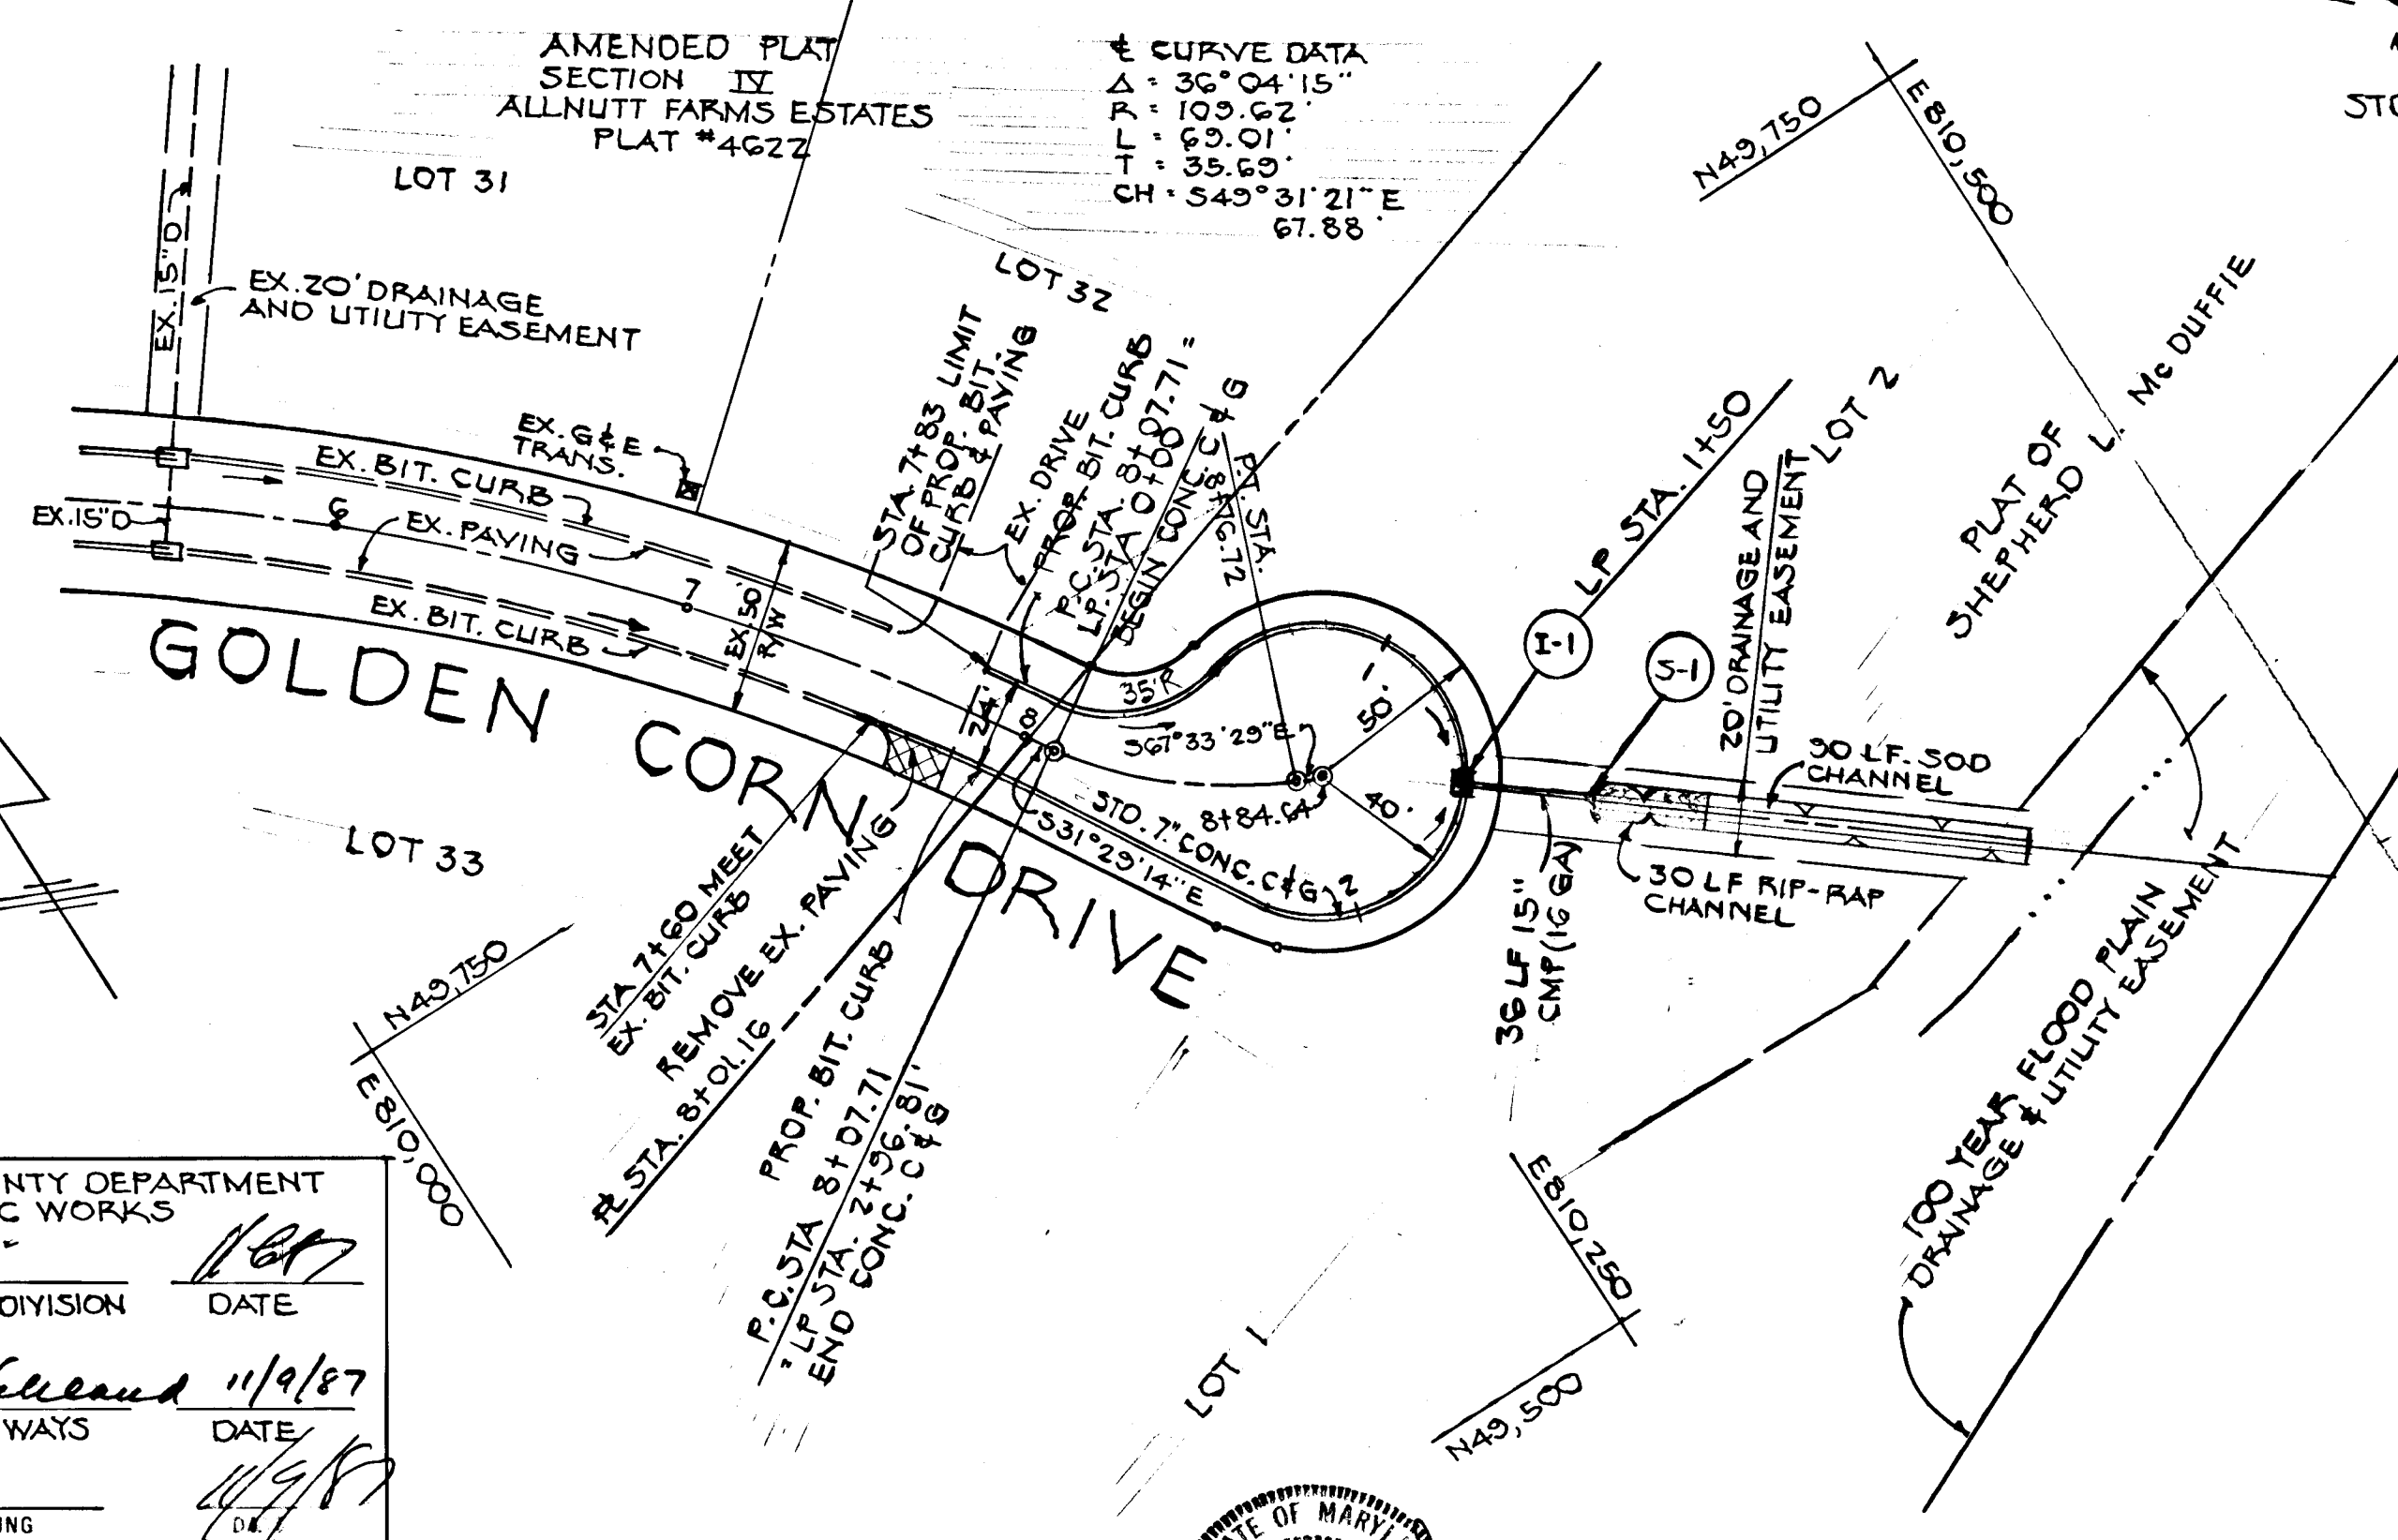 AMENDED PLAT
SECTION IV
ALLNUTT FARMS ESTATES
PLAT #4622
LOT 31
℄ CURVE DATA
Δ = 36° 04' 15"
R = 109.62'
L = 69.01'
T = 35.69'
CH = S49° 31' 21" E
67.88'
N49,750
E810,500
EX. 15" D
EX. 20' DRAINAGE
AND UTILITY EASEMENT
LOT 32
EX. G&E
TRANS.
STA. 7+83 LIMIT
OF PROP. BIT.
CURB & PAVING
EX. DRIVE
PROP. BIT. CURB
P.C. STA. 8+07.71 =
LP. STA 0+00
BEGIN CONC. C & G
P.T. STA.
8+76.72
LP STA. 1+50
I-1
S-1
20' DRAINAGE AND
UTILITY EASEMENT
LOT 2
PLAT OF
SHEPHERD L. McDUFFIE
EX. BIT. CURB
EX. 15" D
6
EX. PAVING
7
EX. BIT. CURB
EX. 50'
R/W
GOLDEN CORN DRIVE
24'
8
35'R
S67° 33' 29" E
1
50'
40'
8+84.64
STD. 7" CONC. C&G
2
S31° 29' 14" E
90 LF. SOD
CHANNEL
30 LF RIP-RAP
CHANNEL
36 LF 15"
CMP (16 GA)
LOT 33
STA 7+60 MEET
EX. BIT. CURB
REMOVE EX. PAVING
℄ STA. 8+01.16
PROP. BIT. CURB
P.C. STA 8+07.71
= LP STA. 2+96.81'
END CONC. C & G
N49,750
E810,000
100 YEAR FLOOD PLAIN
DRAINAGE & UTILITY EASEMENT
E810,250
N49,500
LOT 1
NTY DEPARTMENT
C WORKS
DIVISION
DATE
11/9/87
WAYS
DATE
11/9/87
NG
TE OF MARYL